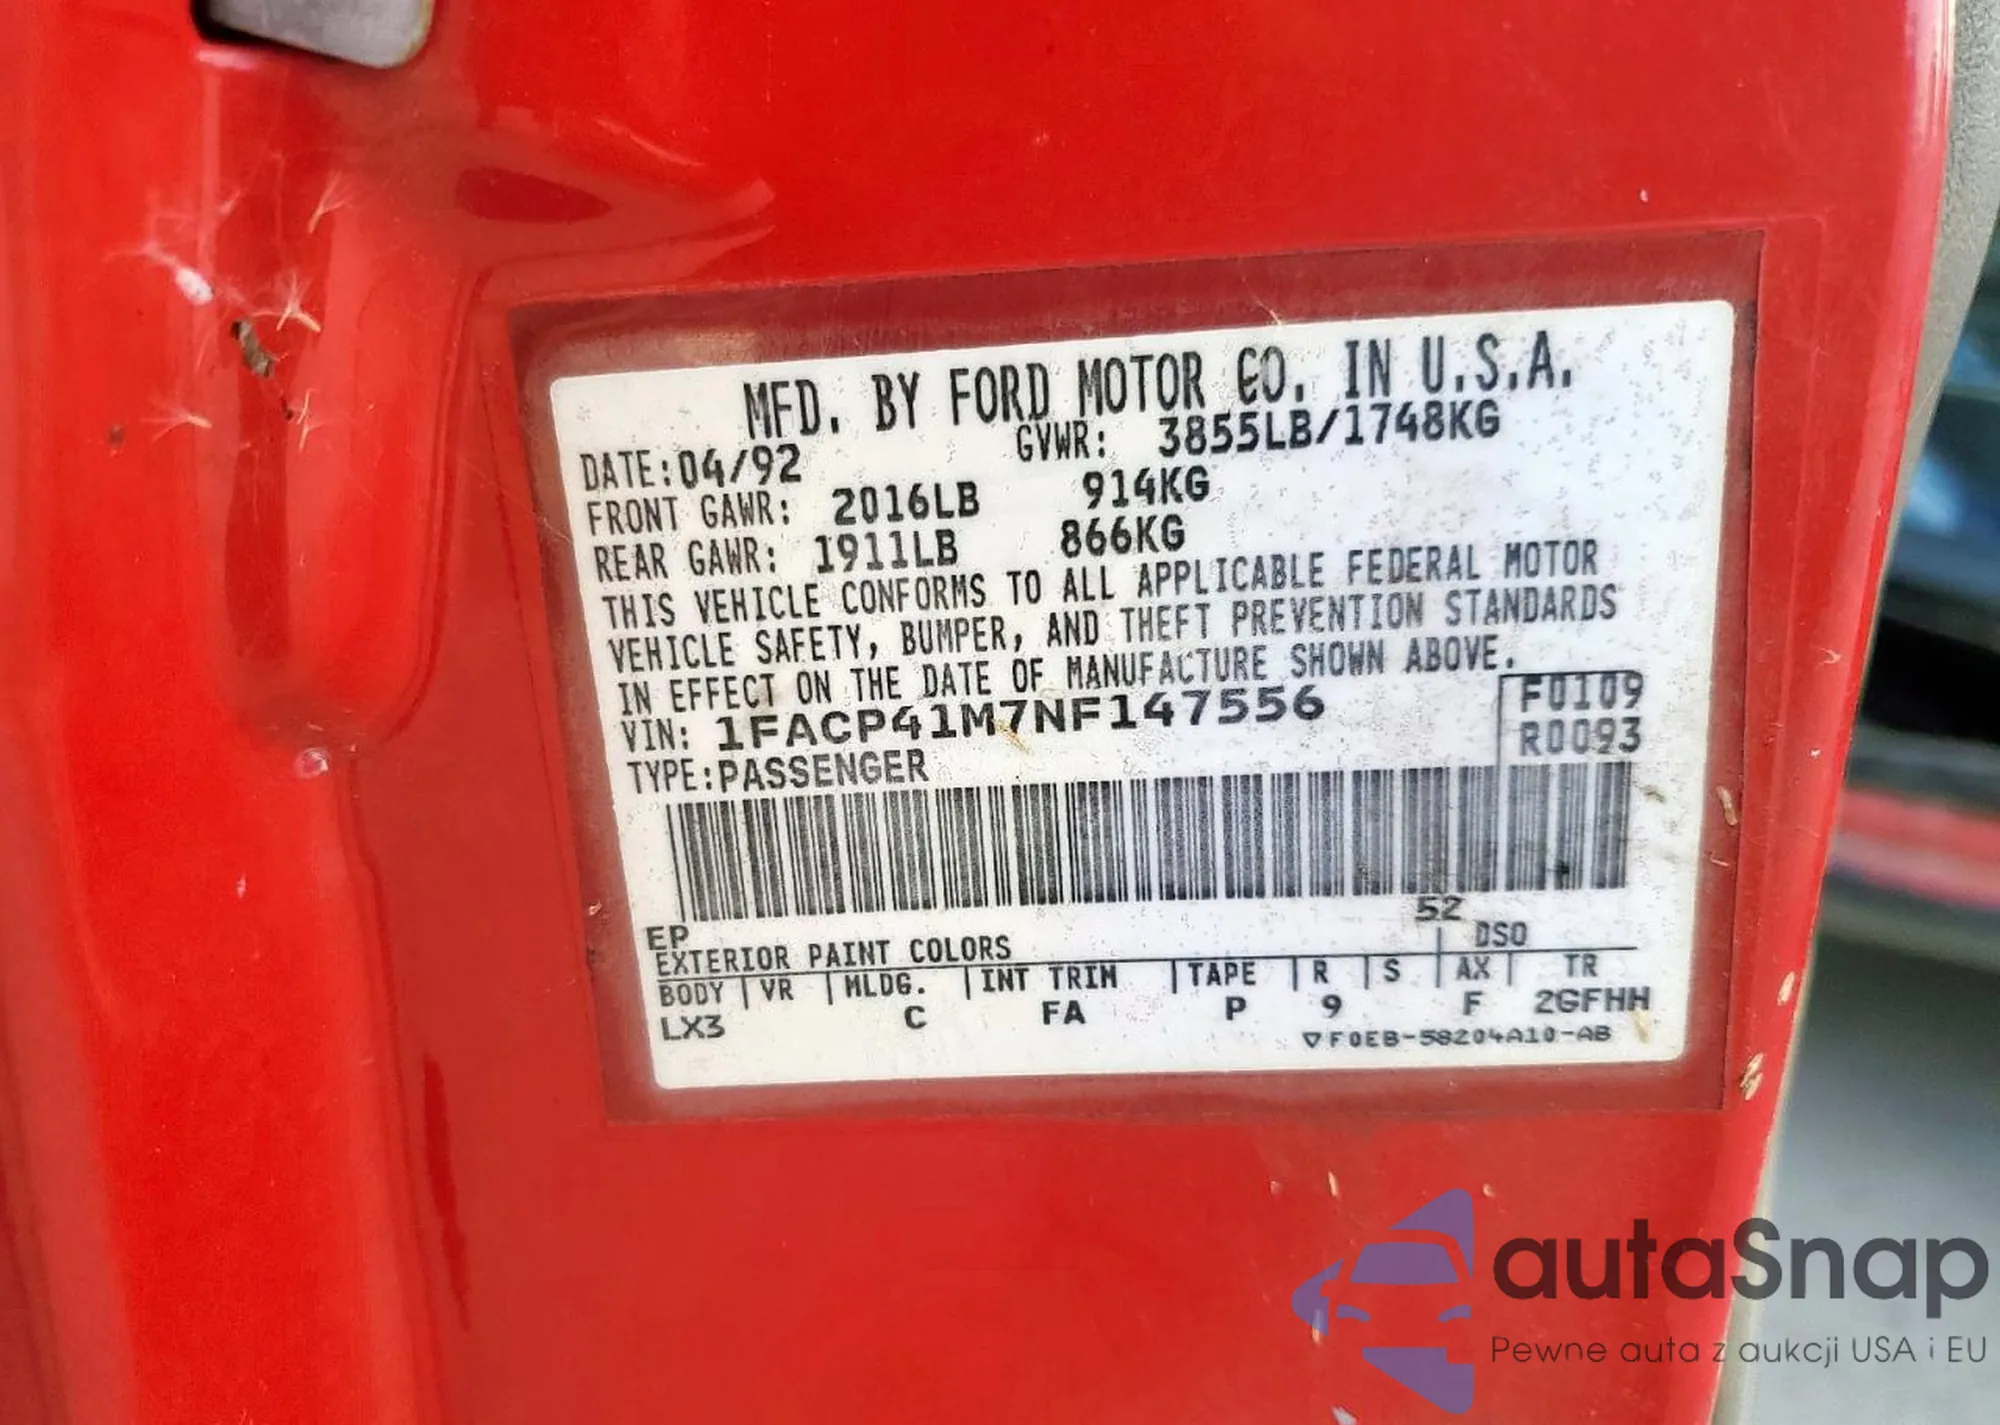 MFD. BY FORD MOTOR CO. IN U.S.A.
DATE: 04/92 GVWR: 3855LB/1748KG
FRONT GAWR: 2016LB 914KG
REAR GAWR: 1911LB 866KG
THIS VEHICLE CONFORMS TO ALL APPLICABLE FEDERAL MOTOR
VEHICLE SAFETY, BUMPER, AND THEFT PREVENTION STANDARDS
IN EFFECT ON THE DATE OF MANUFACTURE SHOWN ABOVE.
VIN: 1FACP41M7NF147556 F0109
TYPE: PASSENGER R0093
EP 52
EXTERIOR PAINT COLORS DSO
BODY VR MLDG. INT TRIM TAPE R S AX TR
LX3 C FA P 9 F 2GFHH
F0EB-58204A10-AB
autaSnap
Pewne auta z aukcji USA i EU